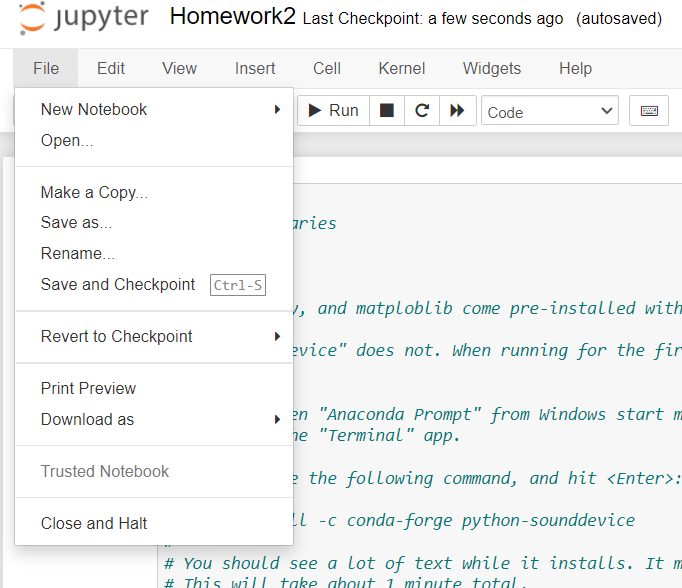 jupyter Homework2 Last Checkpoint: a few seconds ago (autosaved)
File Edit View Insert Cell Kernel Widgets Help
New Notebook
Run
Code
Open...
Make a Copy...
Save as...
Rename...
Save and Checkpoint Ctrl-S
Revert to Checkpoint
Print Preview
Download as
Trusted Notebook
Close and Halt
aries
, and matploblib come pre-installed with
evice" does not. When running for the fir
en "Anaconda Prompt" from Windows start m
e "Terminal" app.
e the following command, and hit <Enter>:
ll -c conda-forge python-sounddevice
#
# You should see a lot of text while it installs. It m
# This will take about 1 minute total.